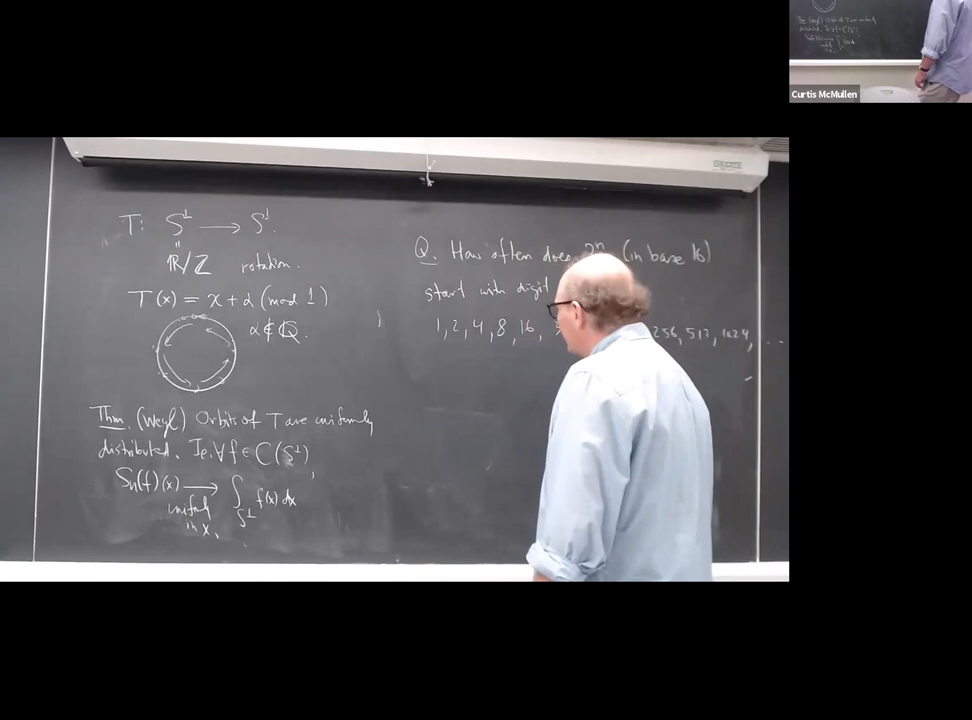 T: S¹ → S¹.
"
ℝ/ℤ rotation.
T(x) = x + α (mod 1)
α ∉ ℚ.
Thm. (Weyl) Orbits of T are uniformly
distributed. Ie. ∀f ∈ C(S¹),
Sₙ(f)(x) → ∫ f(x) dx
S¹
in x,
Q. How often does 2ⁿ (in base 10)
start with digit
1, 2, 4, 8, 16, 256, 512, 1024, ...
Curtis McMullen